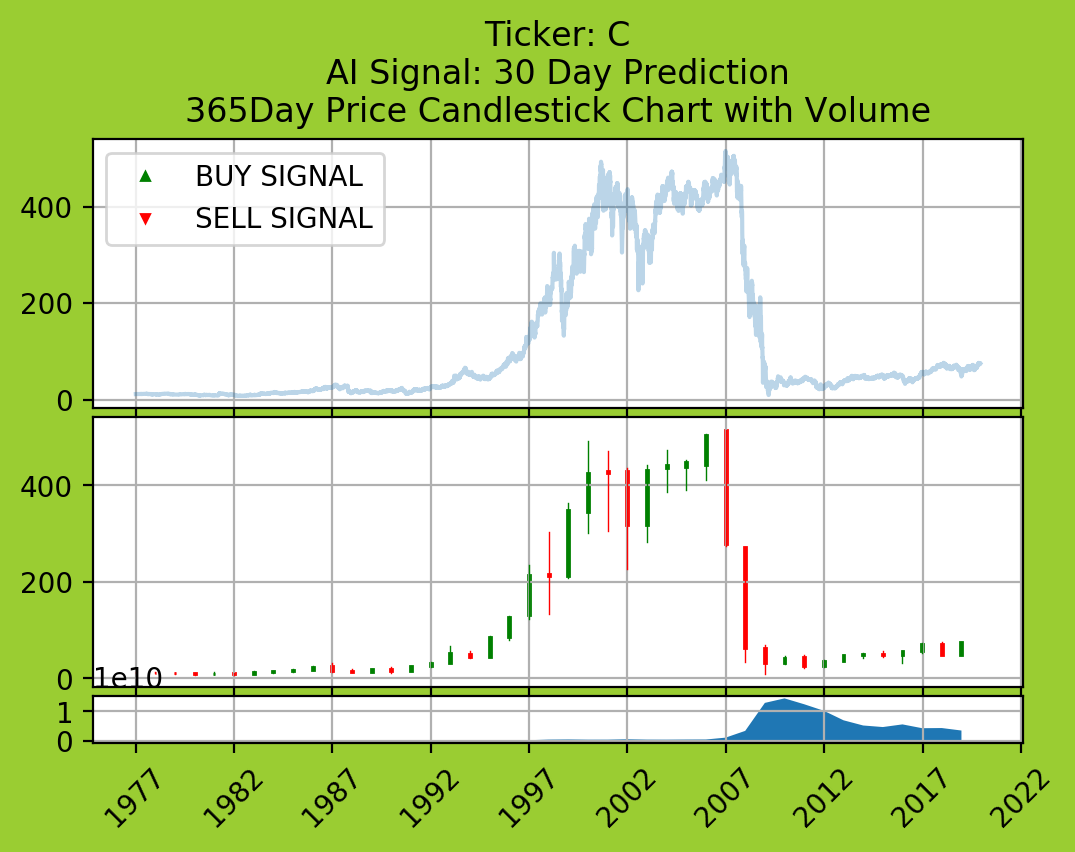 Ticker: C
AI Signal: 30 Day Prediction
365Day Price Candlestick Chart with Volume
BUY SIGNAL
SELL SIGNAL
400
200
0
400
200
0
1e10
1
0
1977 1982 1987 1992 1997 2002 2007 2012 2017 2022